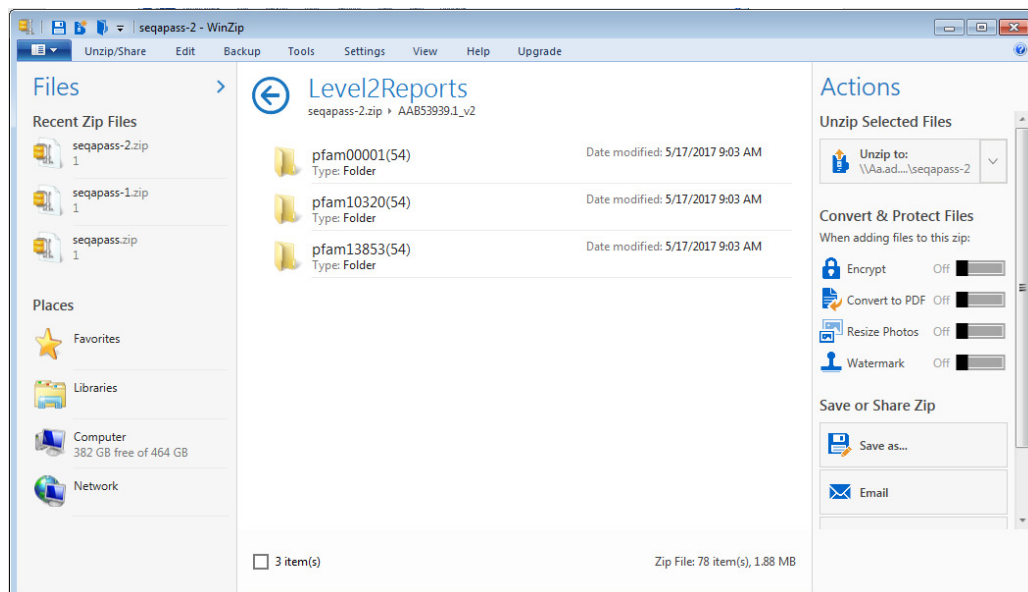 seqapass-2 - WinZip
Unzip/Share Edit Backup Tools Settings View Help Upgrade
Files
Recent Zip Files
seqapass-2.zip
1
seqapass-1.zip
1
seqapass.zip
1
Places
Favorites
Libraries
Computer
382 GB free of 464 GB
Network
Level2Reports
seqapass-2.zip ▸ AAB53939.1_v2
pfam00001(54) Date modified: 5/17/2017 9:03 AM
Type: Folder
pfam10320(54) Date modified: 5/17/2017 9:03 AM
Type: Folder
pfam13853(54) Date modified: 5/17/2017 9:03 AM
Type: Folder
3 item(s) Zip File: 78 item(s), 1.88 MB
Actions
Unzip Selected Files
Unzip to:
\\Aa.ad....\seqapass-2
Convert & Protect Files
When adding files to this zip:
Encrypt Off
Convert to PDF Off
Resize Photos Off
Watermark Off
Save or Share Zip
Save as...
Email